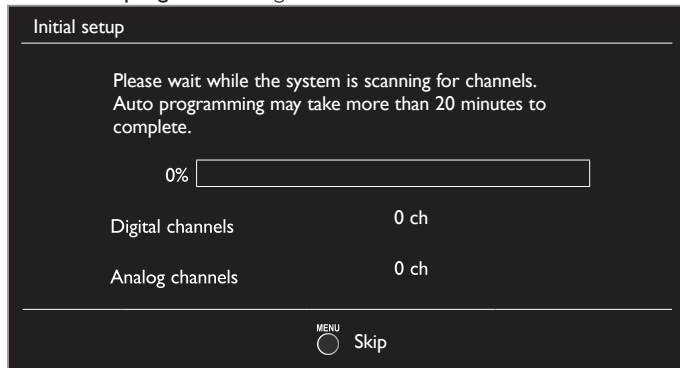 Initial setup
Please wait while the system is scanning for channels.
Auto programming may take more than 20 minutes to
complete.
0%
Digital channels 0 ch
Analog channels 0 ch
MENU Skip